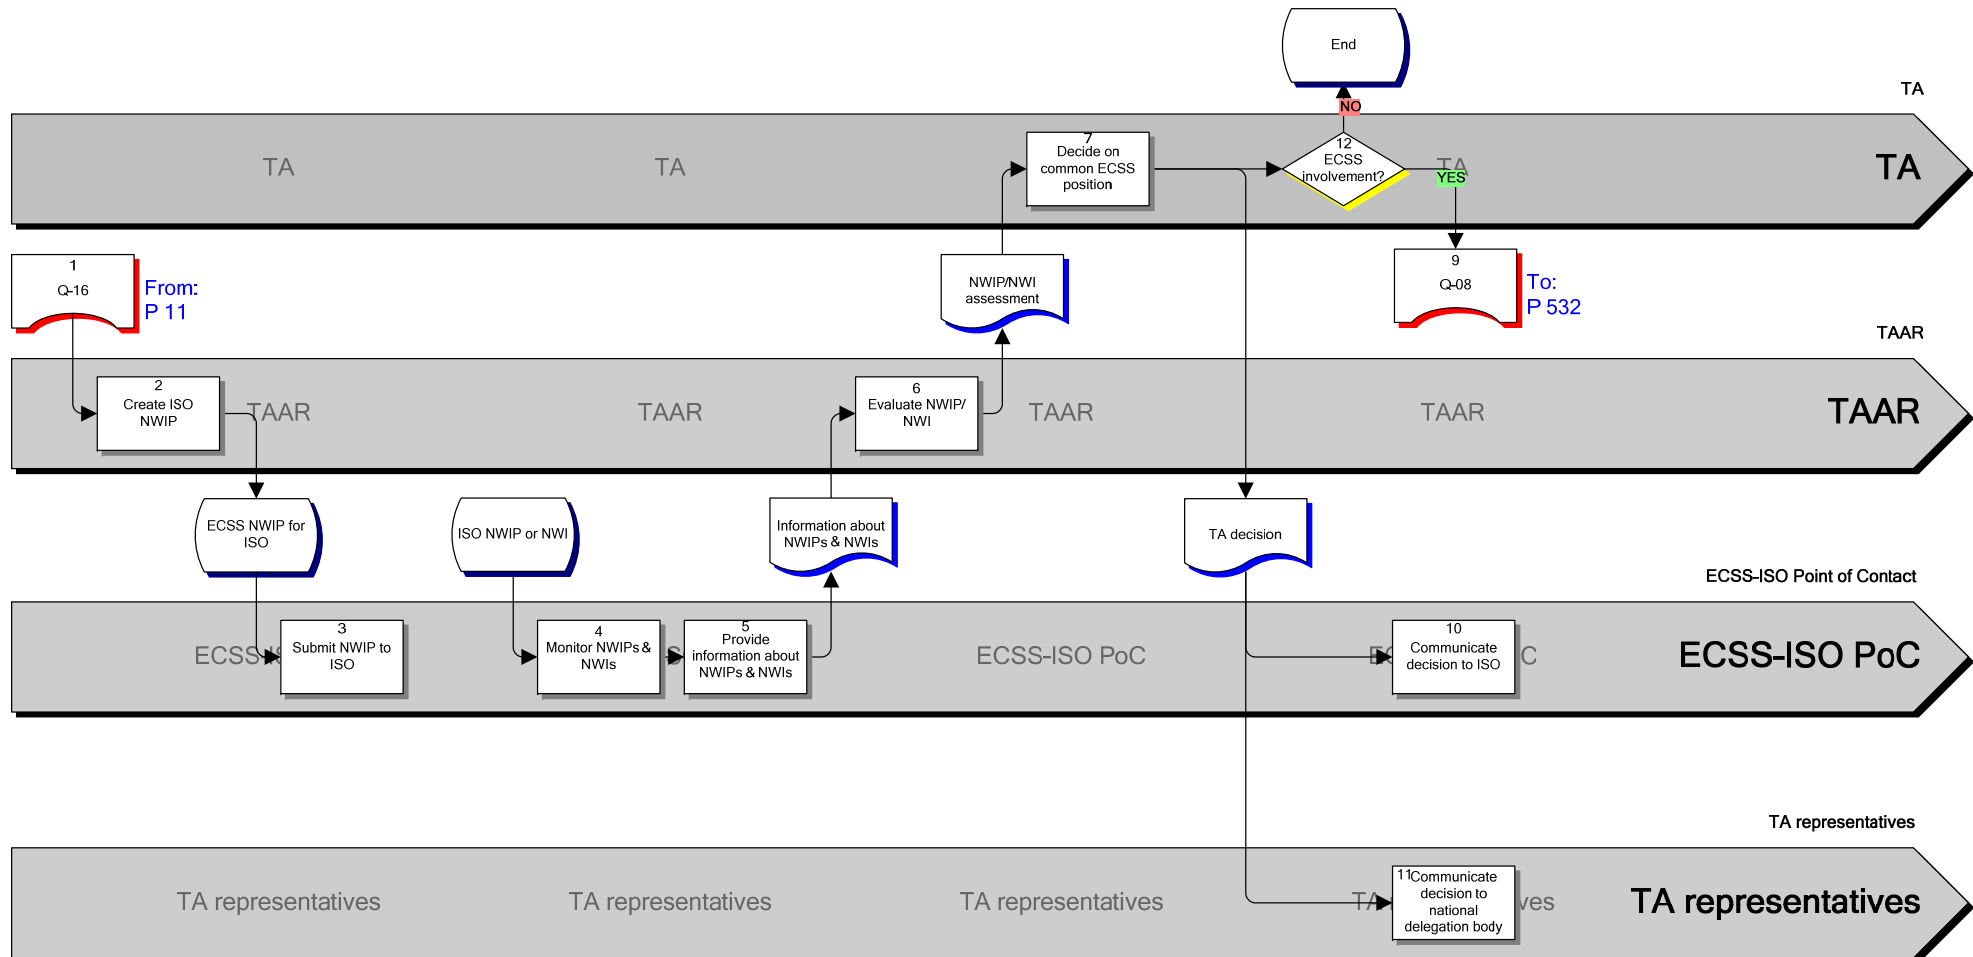 End
TA
NO
TA
TA
7
Decide on
common ECSS
position
12
ECSS
involvement?
TA
YES
TA
1
Q-16
From:
P 11
NWIP/NWI
assessment
9
Q-08
To:
P 532
TAAR
2
Create ISO
NWIP
TAAR
TAAR
6
Evaluate NWIP/
NWI
TAAR
TAAR
TAAR
ECSS NWIP for
ISO
ISO NWIP or NWI
Information about
NWIPs & NWIs
TA decision
ECSS-ISO Point of Contact
ECSS-IS
3
Submit NWIP to
ISO
4
Monitor NWIPs &
NWIs
5
Provide
information about
NWIPs & NWIs
ECSS-ISO PoC
10
Communicate
decision to ISO
C
ECSS-ISO PoC
TA representatives
TA representatives
TA representatives
TA representatives
TA
11
Communicate
decision to
national
delegation body
ves
TA representatives